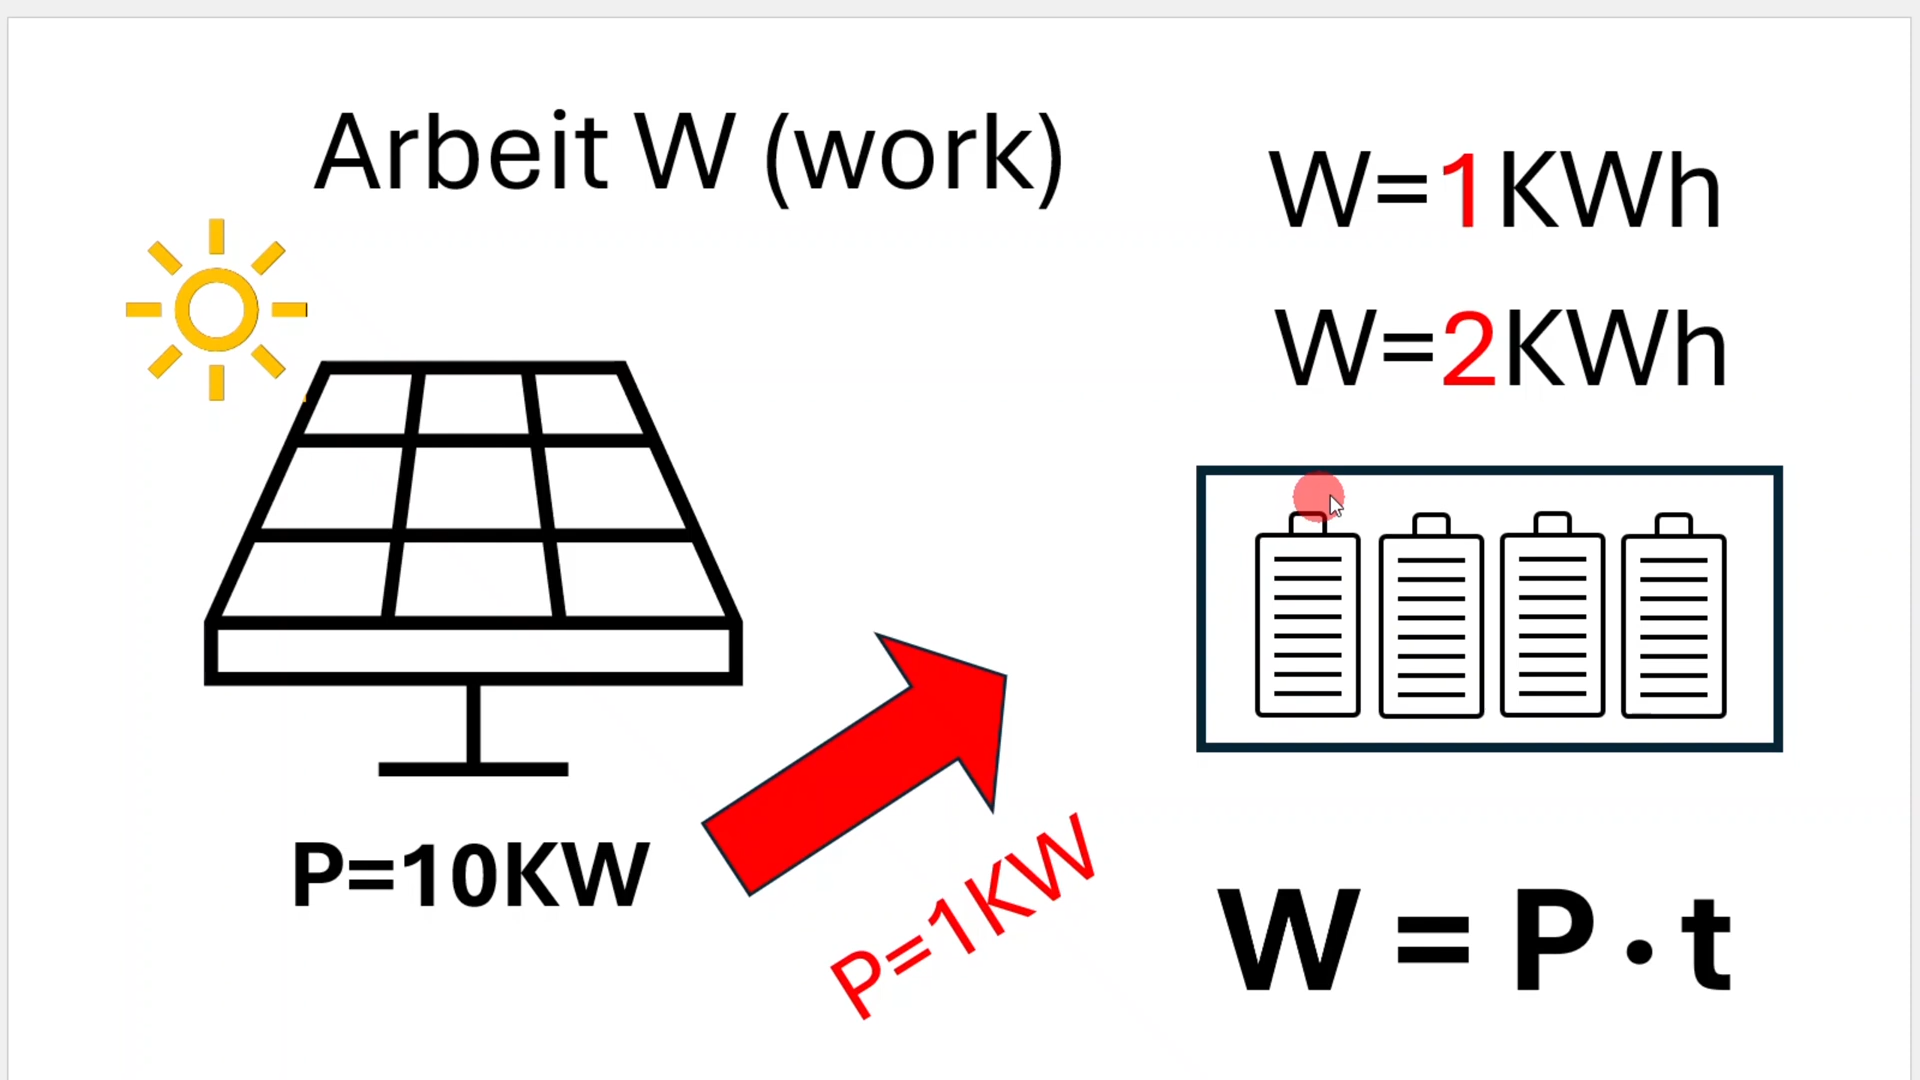 Arbeit W (work)
W=1KWh
W=2KWh
P=10KW
P=1KW
W = P · t